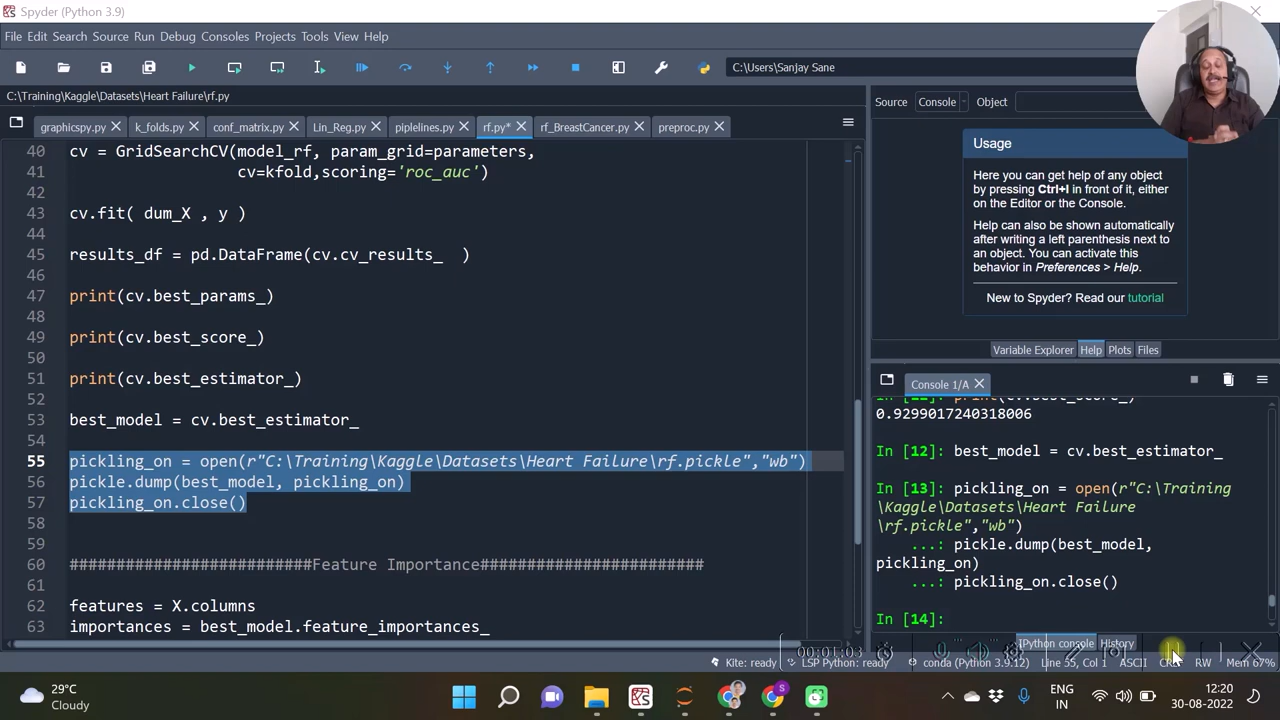 Spyder (Python 3.9)
File Edit Search Source Run Debug Consoles Projects Tools View Help
C:\Users\Sanjay Sane
C:\Training\Kaggle\Datasets\Heart Failure\rf.py
Source Console Object
graphicspy.py k_folds.py conf_matrix.py Lin_Reg.py piplelines.py rf.py* rf_BreastCancer.py preproc.py
40 cv = GridSearchCV(model_rf, param_grid=parameters,
41 cv=kfold,scoring='roc_auc')
42
43 cv.fit( dum_X , y )
44
45 results_df = pd.DataFrame(cv.cv_results_ )
46
47 print(cv.best_params_)
48
49 print(cv.best_score_)
50
51 print(cv.best_estimator_)
52
53 best_model = cv.best_estimator_
54
55 pickling_on = open(r"C:\Training\Kaggle\Datasets\Heart Failure\rf.pickle","wb")
56 pickle.dump(best_model, pickling_on)
57 pickling_on.close()
58
59
60 ##########################Feature Importance########################
61
62 features = X.columns
63 importances = best_model.feature_importances_
Usage
Here you can get help of any object
by pressing Ctrl+I in front of it, either
on the Editor or the Console.
Help can also be shown automatically
after writing a left parenthesis next to
an object. You can activate this
behavior in Preferences > Help.
New to Spyder? Read our tutorial
Variable Explorer Help Plots Files
Console 1/A
In [11]: print(cv.best_score_)
0.9299017240318006
In [12]: best_model = cv.best_estimator_
In [13]: pickling_on = open(r"C:\Training
\Kaggle\Datasets\Heart Failure
\rf.pickle","wb")
...: pickle.dump(best_model,
pickling_on)
...: pickling_on.close()
In [14]:
IPython console History
00:01:03
Kite: ready LSP Python: ready conda (Python 3.9.12) Line 55, Col 1 ASCII RW Mem 67%
29°C
Cloudy
ENG
IN
12:20
30-08-2022